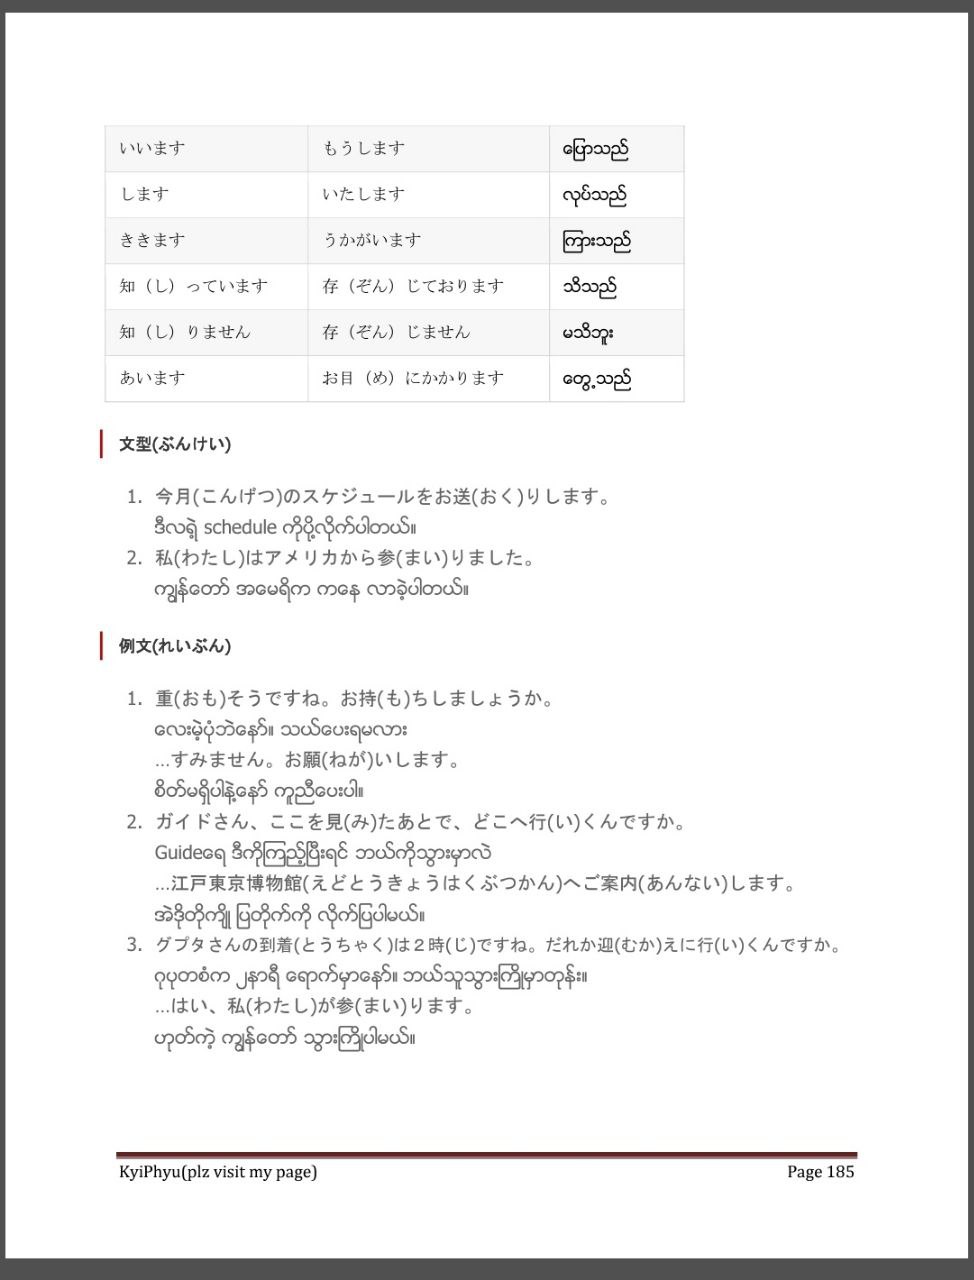 いいます もうします ပြောသည်
します いたします လုပ်သည်
ききます うかがいます ကြားသည်
知（し）っています 存（ぞん）じております သိသည်
知（し）りません 存（ぞん）じません မသိဘူး
あいます お目（め）にかかります တွေ့သည်
文型(ぶんけい)
1. 今月(こんげつ)のスケジュールをお送(おく)りします。
ဒီလရဲ့ schedule ကိုပို့လိုက်ပါတယ်။
2. 私(わたし)はアメリカから参(まい)りました。
ကျွန်တော် အမေရိက ကနေ လာခဲ့ပါတယ်။
例文(れいぶん)
1. 重(おも)そうですね。お持(も)ちしましょうか。
လေးမဲ့ပုံဘဲနော်။ သယ်ပေးရမလား
…すみません。お願(ねが)いします。
စိတ်မရှိပါနဲ့နော် ကူညီပေးပါ။
2. ガイドさん、ここを見(み)たあとで、どこへ行(い)くんですか。
Guideရေ ဒီကိုကြည့်ပြီးရင် ဘယ်ကိုသွားမှာလဲ
…江戸東京博物館(えどとうきょうはくぶつかん)へご案内(あんない)します。
အဲဒိုတိုကျို ပြတိုက်ကို လိုက်ပြပါမယ်။
3. グプタさんの到着(とうちゃく)は２時(じ)ですね。だれか迎(むか)えに行(い)くんですか。
ဂုပုတစံက ၂နာရီ ရောက်မှာနော်။ ဘယ်သူသွားကြိုမှာတုန်း။
…はい、私(わたし)が参(まい)ります。
ဟုတ်ကဲ့ ကျွန်တော် သွားကြိုပါမယ်။
KyiPhyu(plz visit my page) Page 185